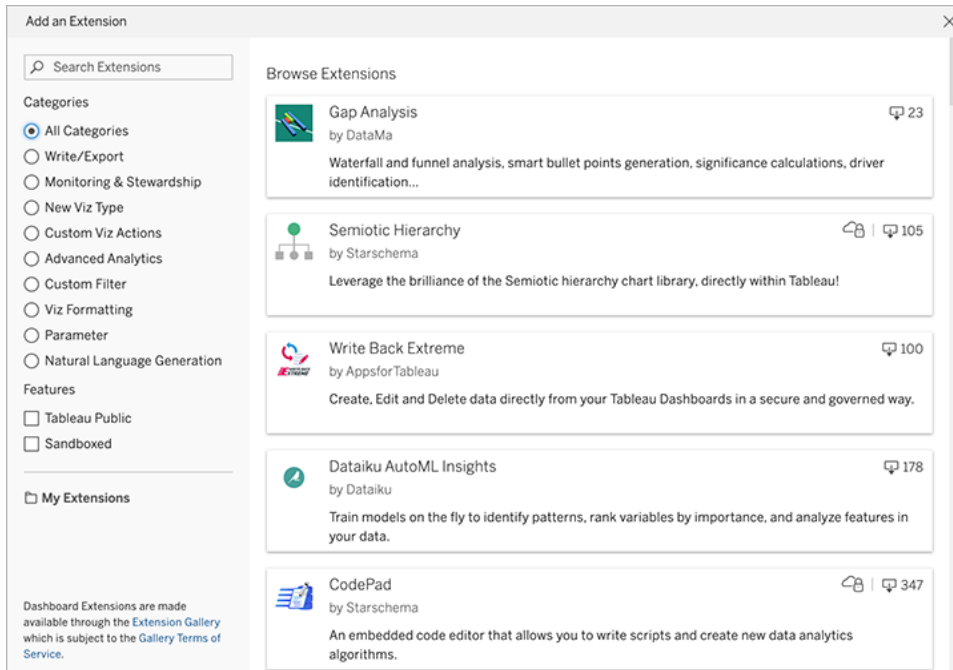 Add an Extension
Search Extensions
Categories
All Categories
Write/Export
Monitoring & Stewardship
New Viz Type
Custom Viz Actions
Advanced Analytics
Custom Filter
Viz Formatting
Parameter
Natural Language Generation
Features
Tableau Public
Sandboxed
My Extensions
Dashboard Extensions are made
available through the Extension Gallery
which is subject to the Gallery Terms of
Service.
Browse Extensions
Gap Analysis
23
by DataMa
Waterfall and funnel analysis, smart bullet points generation, significance calculations, driver
identification...
Semiotic Hierarchy
105
by Starschema
Leverage the brilliance of the Semiotic hierarchy chart library, directly within Tableau!
Write Back Extreme
100
by AppsforTableau
Create, Edit and Delete data directly from your Tableau Dashboards in a secure and governed way.
Dataiku AutoML Insights
178
by Dataiku
Train models on the fly to identify patterns, rank variables by importance, and analyze features in
your data.
CodePad
347
by Starschema
An embedded code editor that allows you to write scripts and create new data analytics
algorithms.